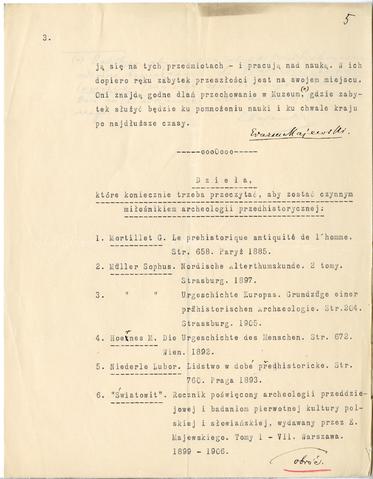 5
3.
ją się na tych przedmiotach - i pracują nad nauką. W ich
dopiero ręku zabytek przeszłości jest na swojem miejscu.
Oni znajdą godne dlań przechowanie w Muzeum,(*) gdzie zaby-
tek służyć będzie ku pomnożeniu nauki i ku chwale kraju
po najdłuższe czasy.
Erazm Majewski.
-----oooOooo-----
Dzieła,
które koniecznie trzeba przeczytać, aby zostać czynnym
miłośnikiem archeologii przedhistorycznej:
1. Mortillet G. Le prehistorique antiquité de l'homme.
Str. 658. Paryż 1885.
2. Müller Sophus. Nordische Alterthumskunde. 2 tomy.
Strasburg. 1897.
3. " " Urgeschichte Europas. Grundzüge einer
prähistorischen Archaeologie. Str. 204.
Strassburg. 1905.
4. Hoernes M. Die Urgeschichte des Menschen. Str. 672.
Wien. 1892.
5. Niederle Lubor. Lidstwo w dobé předhistoricke. Str.
760. Praga 1893.
6. "Światowit". Rocznik poświęcony archeologii przeddzie-
jowej i badaniom pierwotnej kultury pol-
skiej i słowiańskiej, wydawany przez E.
Majewskiego. Tomy I - VII. Warszawa.
1899 - 1906.
obróć.